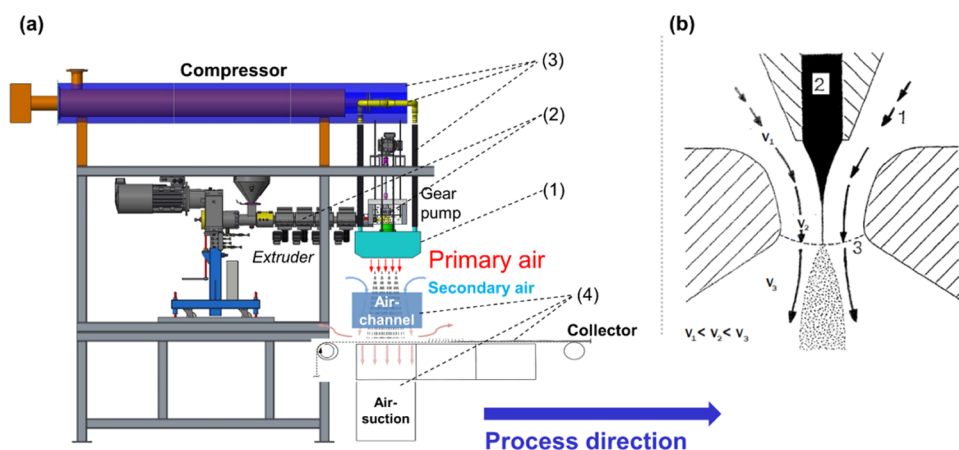 (a)
(b)
Compressor
(3)
(2)
Gear
pump
(1)
Extruder
Primary air
Secondary air
Air-
channel
(4)
Collector
Air-
suction
Process direction
2
1
V₁
V₂
3
V₃
V₁ < V₂ < V₃